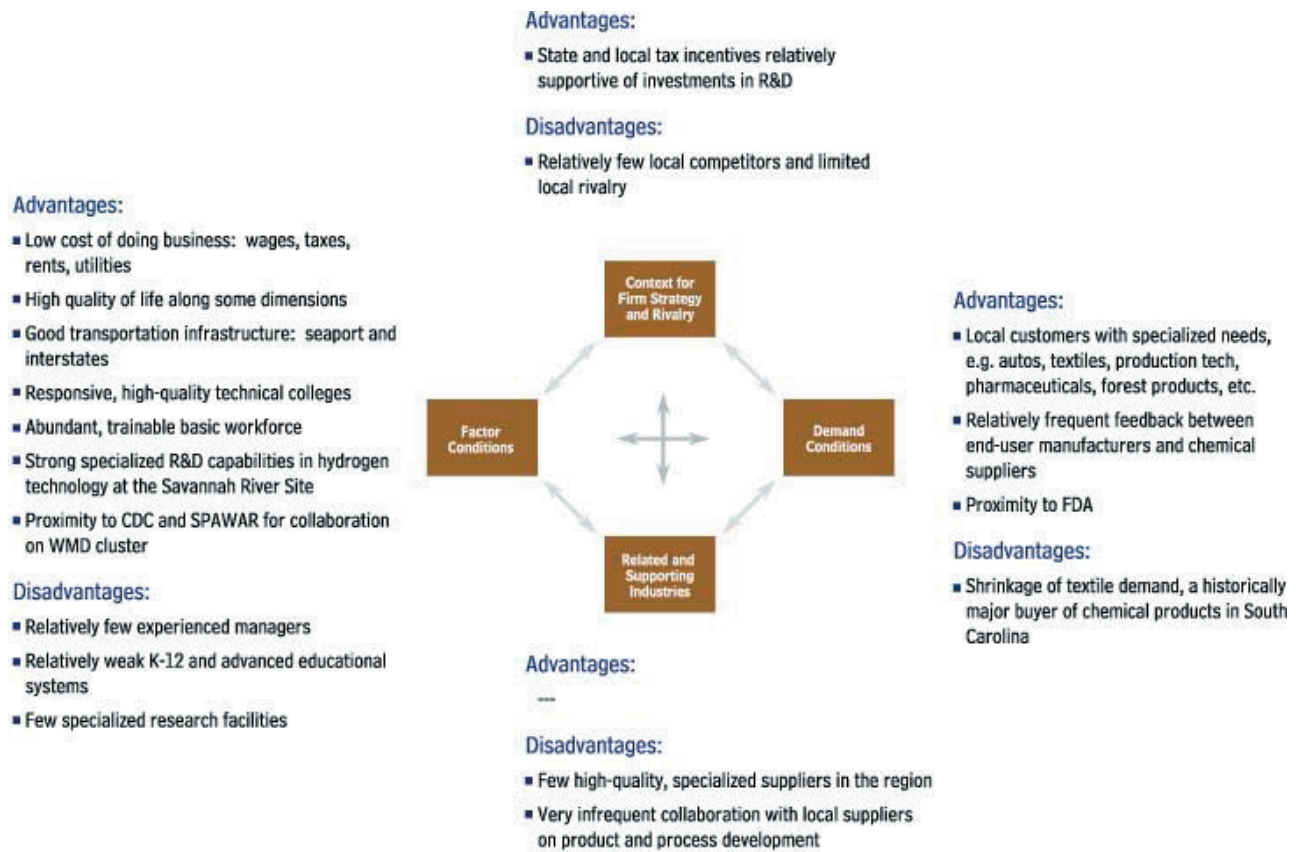 Advantages:
▪ State and local tax incentives relatively
supportive of investments in R&D
Disadvantages:
▪ Relatively few local competitors and limited
local rivalry
Advantages:
▪ Low cost of doing business: wages, taxes,
rents, utilities
▪ High quality of life along some dimensions
▪ Good transportation infrastructure: seaport and
interstates
▪ Responsive, high-quality technical colleges
▪ Abundant, trainable basic workforce
▪ Strong specialized R&D capabilities in hydrogen
technology at the Savannah River Site
▪ Proximity to CDC and SPAWAR for collaboration
on WMD cluster
Disadvantages:
▪ Relatively few experienced managers
▪ Relatively weak K-12 and advanced educational
systems
▪ Few specialized research facilities
Context for
Firm Strategy
and Rivalry
Factor
Conditions
Demand
Conditions
Related and
Supporting
Industries
Advantages:
▪ Local customers with specialized needs,
e.g. autos, textiles, production tech,
pharmaceuticals, forest products, etc.
▪ Relatively frequent feedback between
end-user manufacturers and chemical
suppliers
▪ Proximity to FDA
Disadvantages:
▪ Shrinkage of textile demand, a historically
major buyer of chemical products in South
Carolina
Advantages:
---
Disadvantages:
▪ Few high-quality, specialized suppliers in the region
▪ Very infrequent collaboration with local suppliers
on product and process development